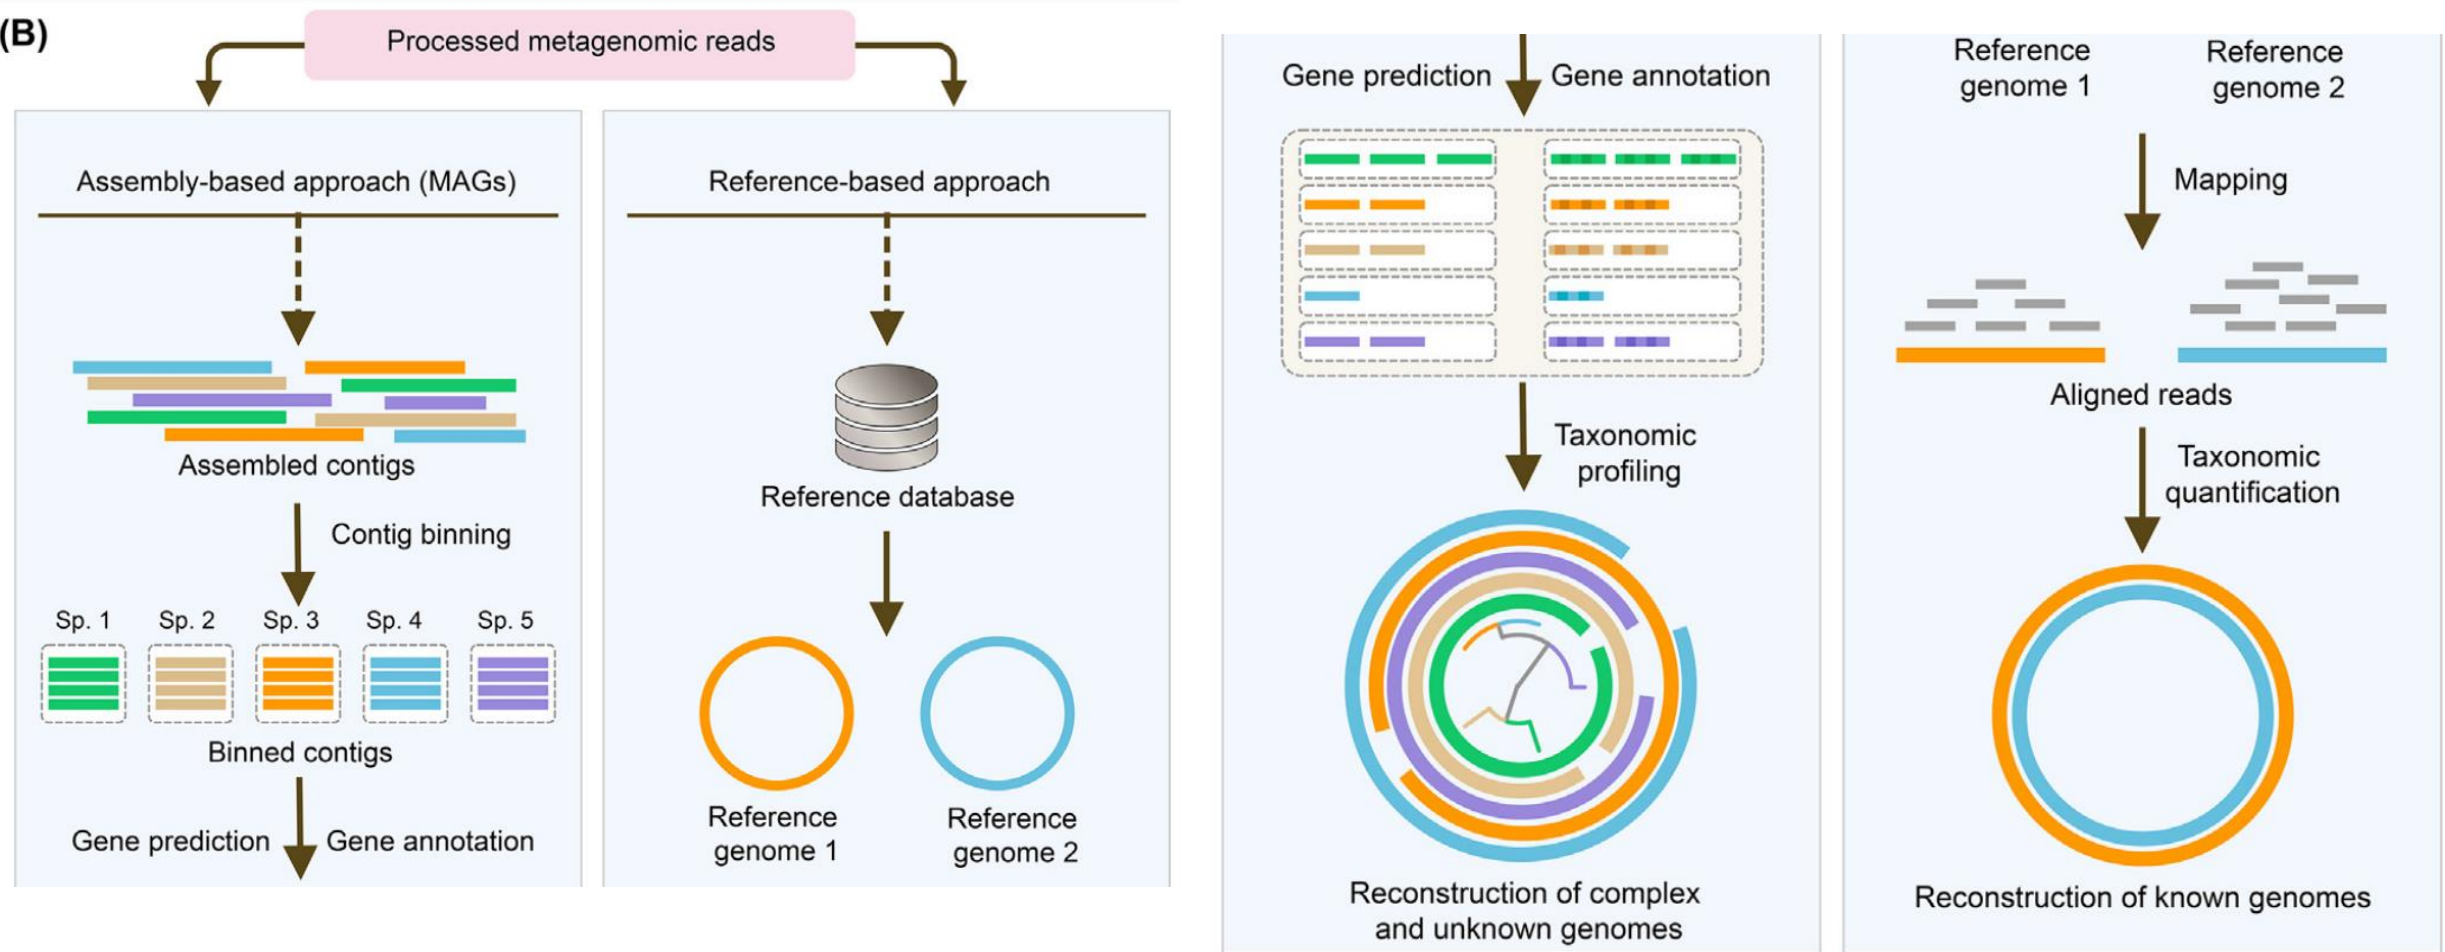 (B)
Processed metagenomic reads
Assembly-based approach (MAGs)
Assembled contigs
Contig binning
Sp. 1
Sp. 2
Sp. 3
Sp. 4
Sp. 5
Binned contigs
Gene prediction
Gene annotation
Reference-based approach
Reference database
Reference
genome 1
Reference
genome 2
Gene prediction
Gene annotation
Taxonomic
profiling
Reconstruction of complex
and unknown genomes
Reference
genome 1
Reference
genome 2
Mapping
Aligned reads
Taxonomic
quantification
Reconstruction of known genomes